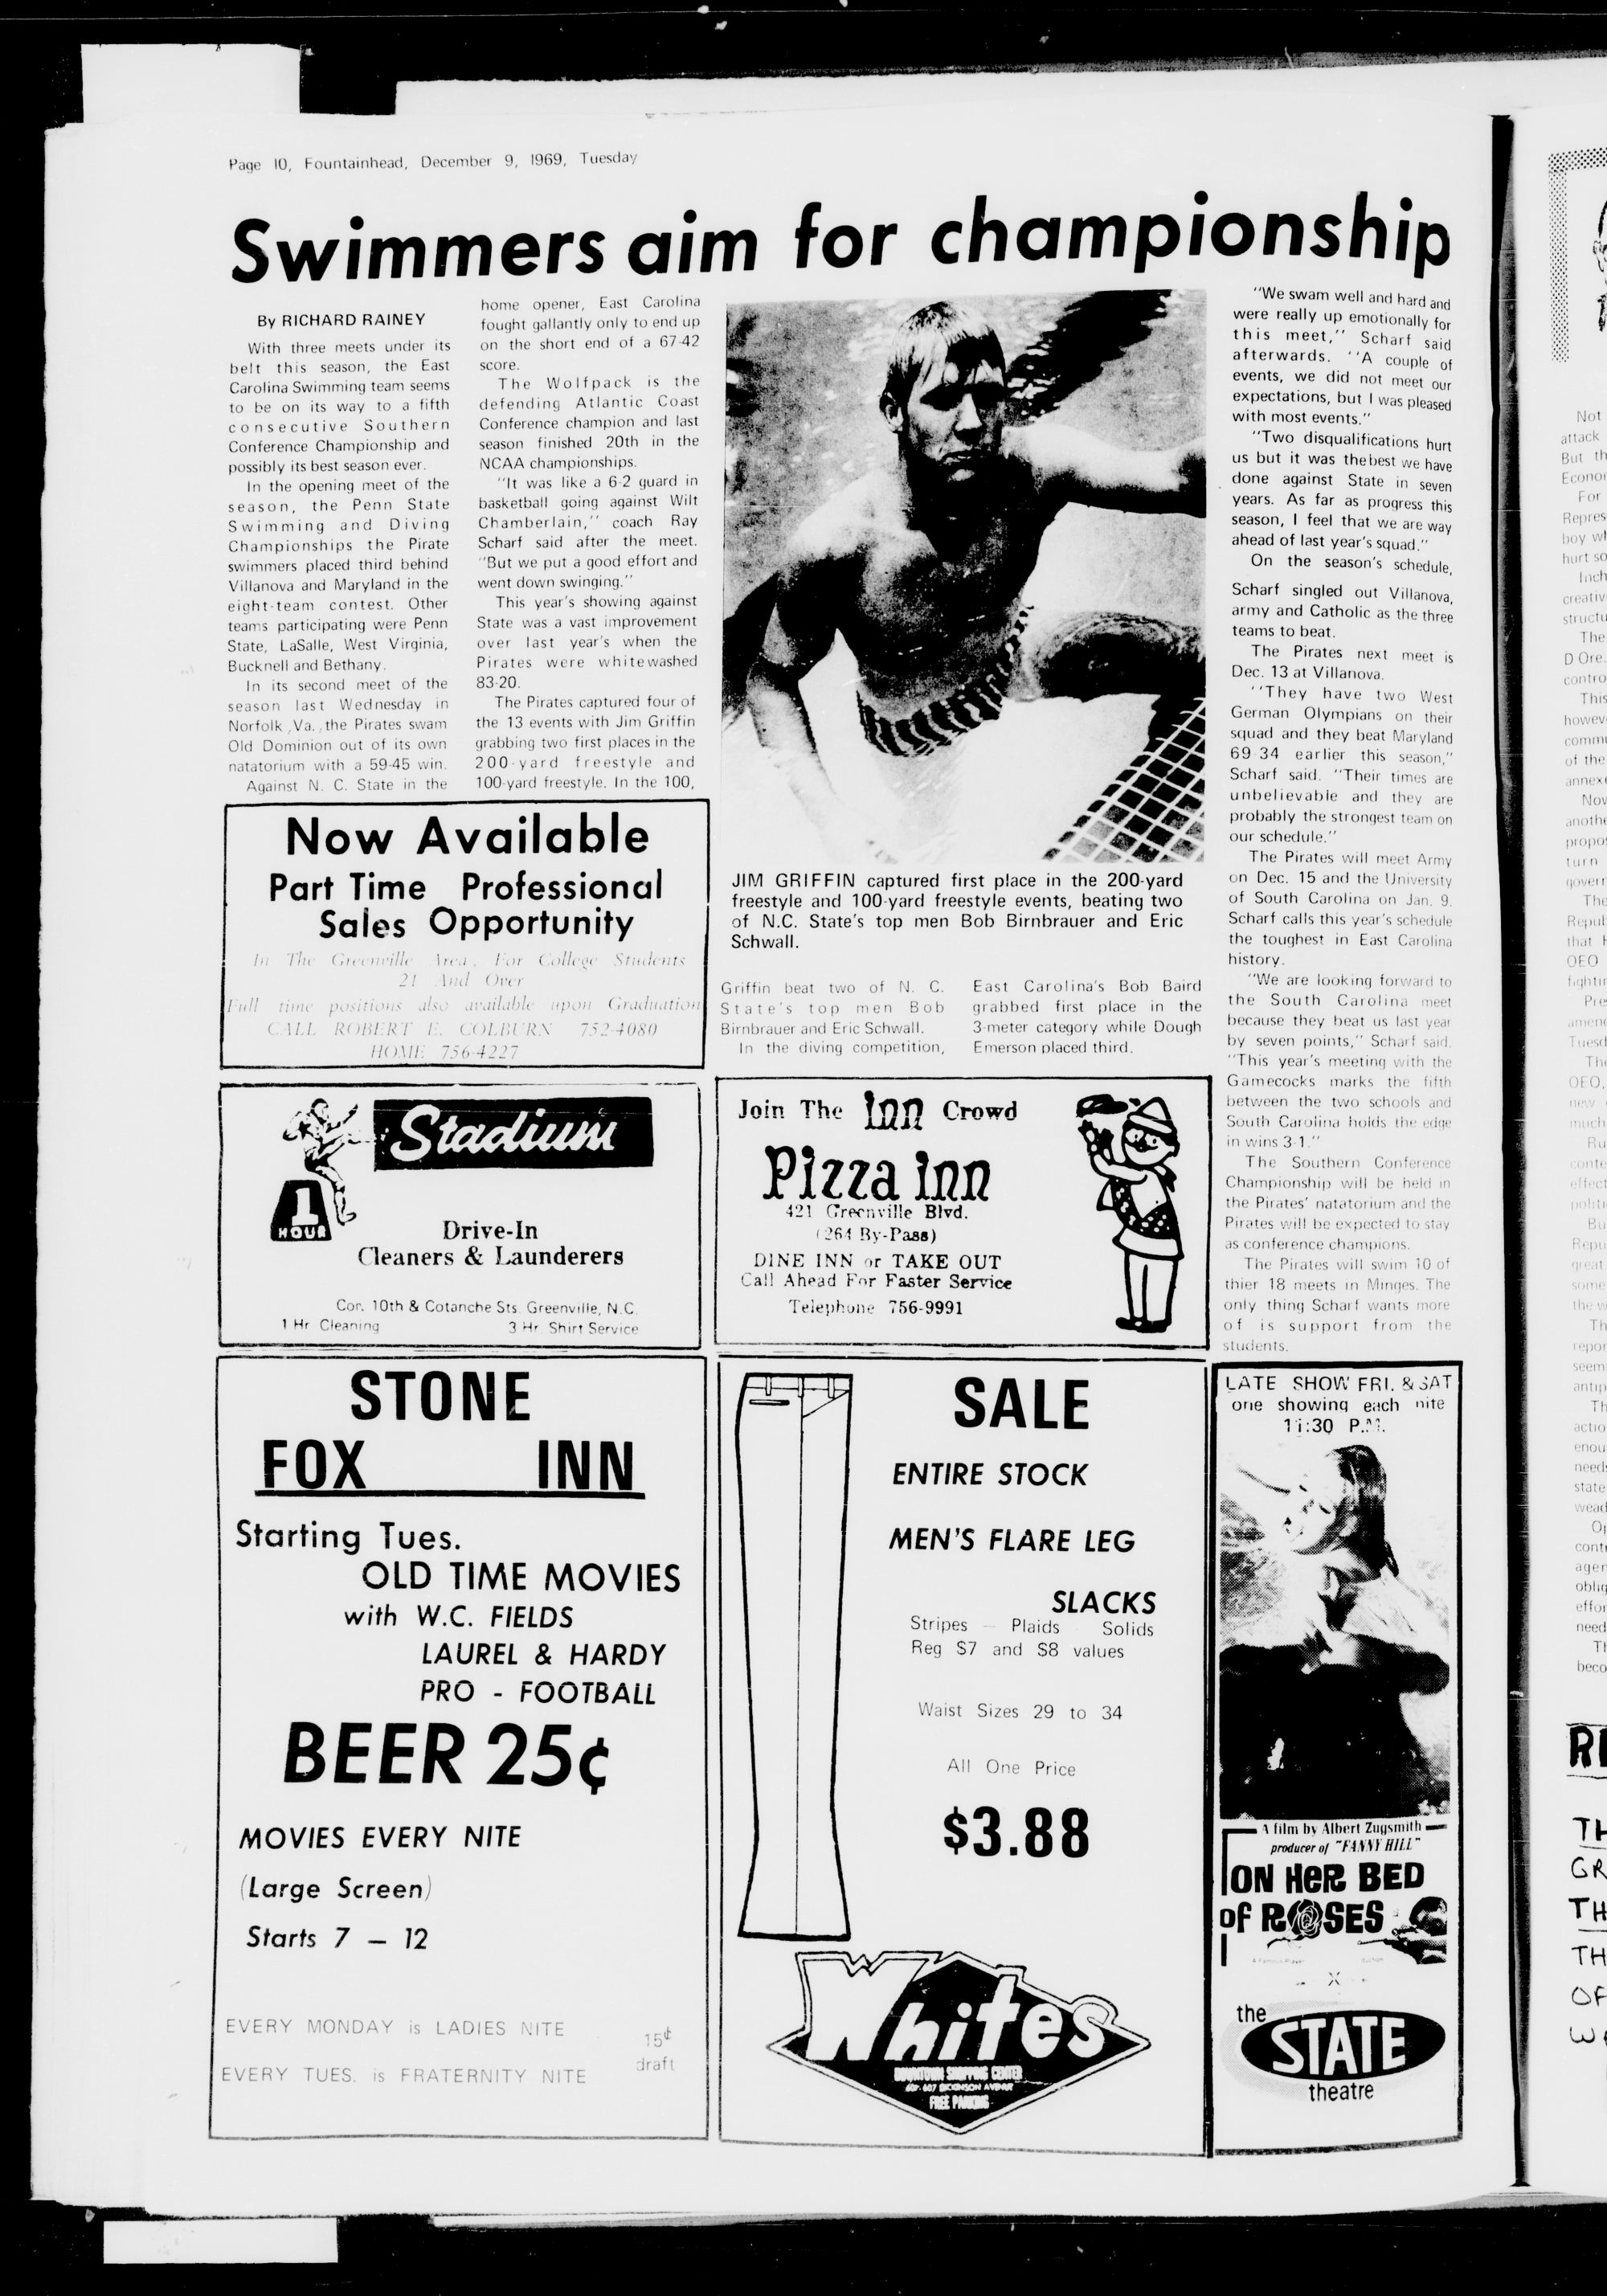 Page 10, Fountainhead, December 9, 1969, Tuesday
Swimmers aim for championship
By RICHARD RAINEY
With three meets under its
belt this season, the East
Carolina Swimming team seems
to be on its way to a fifth
consecutive Southern
Conference Championship and
possibly its best season ever.
In the opening meet of the
season, the Penn State
Swimming and Diving
Championships the Pirate
swimmers placed third behind
Villanova and Maryland in the
eight-team contest. Other
teams participating were Penn
State, LaSalle, West Virginia,
Bucknell and Bethany.
In its second meet of the
season last Wednesday in
Norfolk, Va., the Pirates swam
Old Dominion out of its own
natatorium with a 59-45 win.
Against N. C. State in the
home opener, East Carolina
fought gallantly only to end up
on the short end of a 67-42
score.
The Wolfpack is the
defending Atlantic Coast
Conference champion and last
season finished 20th in the
NCAA championships.
"It was like a 6-2 guard in
basketball going against Wilt
Chamberlain," coach Ray
Scharf said after the meet.
"But we put a good effort and
went down swinging."
This year's showing against
State was a vast improvement
over last year's when the
Pirates were whitewashed
83-20.
The Pirates captured four of
the 13 events with Jim Griffin
grabbing two first places in the
200-yard freestyle and
100-yard freestyle. In the 100,
JIM GRIFFIN captured first place in the 200-yard
freestyle and 100-yard freestyle events, beating two
of N.C. State's top men Bob Birnbrauer and Eric
Schwall.
Griffin beat two of N. C.
State's top men Bob
Birnbrauer and Eric Schwall.
In the diving competition,
East Carolina's Bob Baird
grabbed first place in the
3-meter category while Dough
Emerson placed third.
"We swam well and hard and
were really up emotionally for
this meet," Scharf said
afterwards. "A couple of
events, we did not meet our
expectations, but I was pleased
with most events."
"Two disqualifications hurt
us but it was thebest we have
done against State in seven
years. As far as progress this
season, I feel that we are way
ahead of last year's squad."
On the season's schedule,
Scharf singled out Villanova,
army and Catholic as the three
teams to beat.
The Pirates next meet is
Dec. 13 at Villanova.
"They have two West
German Olympians on their
squad and they beat Maryland
69-34 earlier this season,"
Scharf said. "Their times are
unbelievable and they are
probably the strongest team on
our schedule."
The Pirates will meet Army
on Dec. 15 and the University
of South Carolina on Jan. 9.
Scharf calls this year's schedule
the toughest in East Carolina
history.
"We are looking forward to
the South Carolina meet
because they beat us last year
by seven points," Scharf said.
"This year's meeting with the
Gamecocks marks the fifth
between the two schools and
South Carolina holds the edge
in wins 3-1."
The Southern Conference
Championship will be held in
the Pirates' natatorium and the
Pirates will be expected to stay
as conference champions.
The Pirates will swim 10 of
thier 18 meets in Minges. The
only thing Scharf wants more
of is support from the
students.
Now Available
Part Time Professional
Sales Opportunity
In The Greenville Area, For College Students
21 And Over
Full time positions also available upon Graduation
CALL ROBERT E. COLBURN 752-4080
HOME 756-4227
Stadium
1
HOUR
Drive-In
Cleaners & Launderers
Cor. 10th & Cotanche Sts. Greenville, N.C.
1 Hr Cleaning 3 Hr Shirt Service
Join The Inn Crowd
Pizza inn
421 Greenville Blvd.
(264 By-Pass)
DINE INN or TAKE OUT
Call Ahead For Faster Service
Telephone 756-9991
STONE
FOX INN
Starting Tues.
OLD TIME MOVIES
with W.C. FIELDS
LAUREL & HARDY
PRO - FOOTBALL
BEER 25¢
MOVIES EVERY NITE
(Large Screen)
Starts 7 — 12
EVERY MONDAY is LADIES NITE
EVERY TUES. is FRATERNITY NITE
15¢
draft
SALE
ENTIRE STOCK
MEN'S FLARE LEG
SLACKS
Stripes — Plaids Solids
Reg $7 and $8 values
Waist Sizes 29 to 34
All One Price
$3.88
Whites
DOWNTOWN SHOPPING CENTER
DICKINSON AVENUE
FREE PARKING
LATE SHOW FRI. & SAT
one showing each nite
11:30 P.M.
A film by Albert Zugsmith
producer of "FANNY HILL"
ON HER BED
of ROSES
the
STATE
theatre